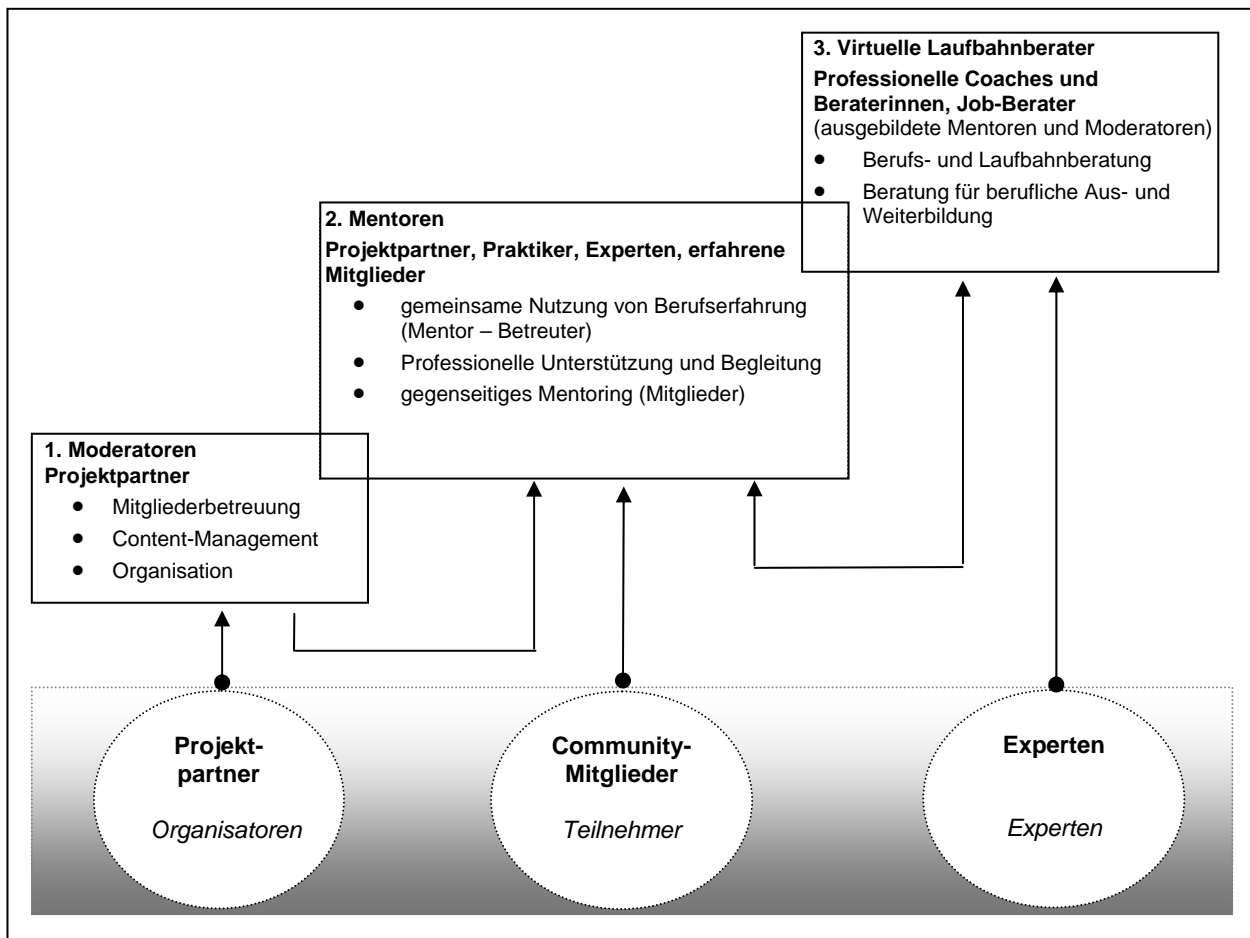 3. Virtuelle Laufbahnberater
Professionelle Coaches und
Beraterinnen, Job-Berater
(ausgebildete Mentoren und Moderatoren)
● Berufs- und Laufbahnberatung
● Beratung für berufliche Aus- und
Weiterbildung
2. Mentoren
Projektpartner, Praktiker, Experten, erfahrene
Mitglieder
● gemeinsame Nutzung von Berufserfahrung
(Mentor – Betreuter)
● Professionelle Unterstützung und Begleitung
● gegenseitiges Mentoring (Mitglieder)
1. Moderatoren
Projektpartner
● Mitgliederbetreuung
● Content-Management
● Organisation
Projekt-
partner
Organisatoren
Community-
Mitglieder
Teilnehmer
Experten
Experten